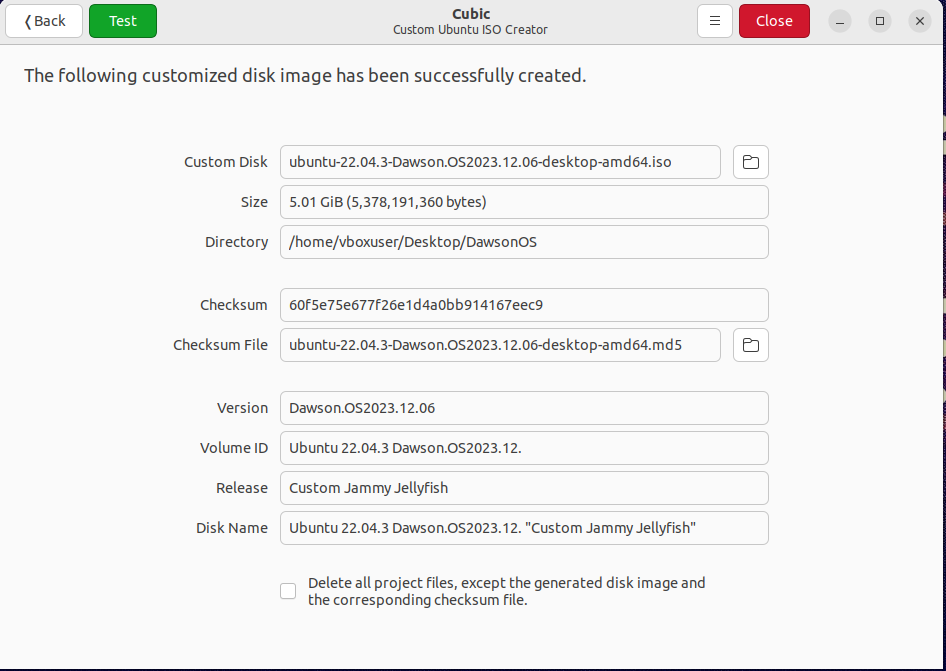 Back
Test
Cubic
Custom Ubuntu ISO Creator
Close
The following customized disk image has been successfully created.
Custom Disk ubuntu-22.04.3-Dawson.OS2023.12.06-desktop-amd64.iso
Size 5.01 GiB (5,378,191,360 bytes)
Directory /home/vboxuser/Desktop/DawsonOS
Checksum 60f5e75e677f26e1d4a0bb914167eec9
Checksum File ubuntu-22.04.3-Dawson.OS2023.12.06-desktop-amd64.md5
Version Dawson.OS2023.12.06
Volume ID Ubuntu 22.04.3 Dawson.OS2023.12.
Release Custom Jammy Jellyfish
Disk Name Ubuntu 22.04.3 Dawson.OS2023.12. "Custom Jammy Jellyfish"
Delete all project files, except the generated disk image and
the corresponding checksum file.